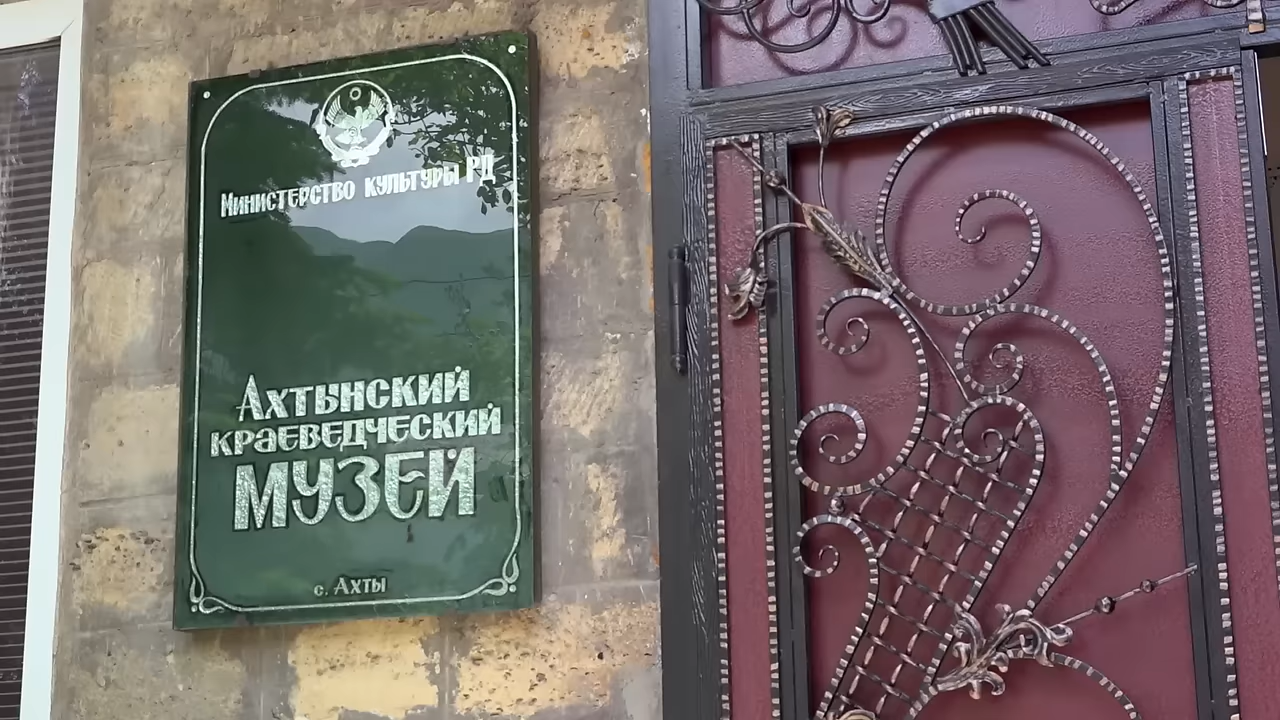 Министерство культуры РД
Ахтынский
краеведческий
музей
с. Ахты